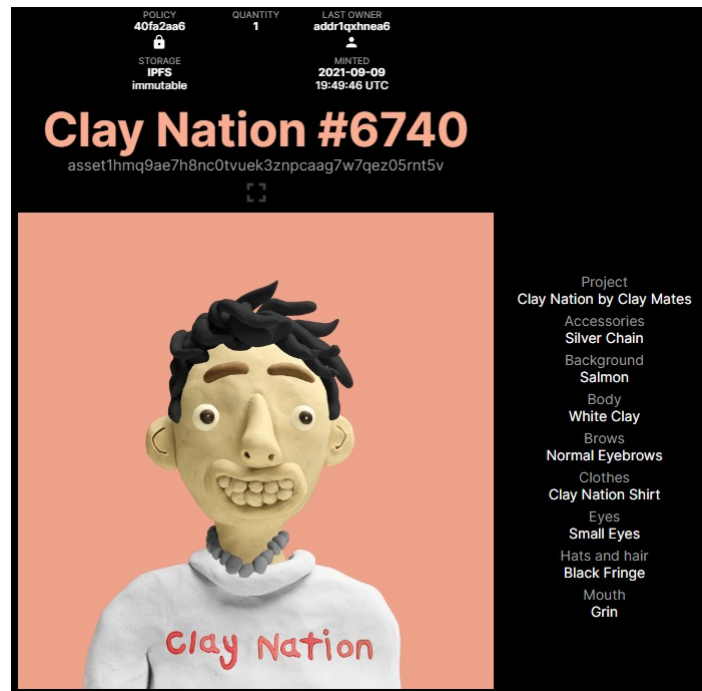 POLICY
40fa2aa6
QUANTITY
1
LAST OWNER
addr1qxhnea6
STORAGE
IPFS
immutable
MINTED
2021-09-09
19:49:46 UTC
Clay Nation #6740
asset1hmq9ae7h8nc0tvuek3znpcaag7w7qez05rnt5v
Clay Nation
Project
Clay Nation by Clay Mates
Accessories
Silver Chain
Background
Salmon
Body
White Clay
Brows
Normal Eyebrows
Clothes
Clay Nation Shirt
Eyes
Small Eyes
Hats and hair
Black Fringe
Mouth
Grin